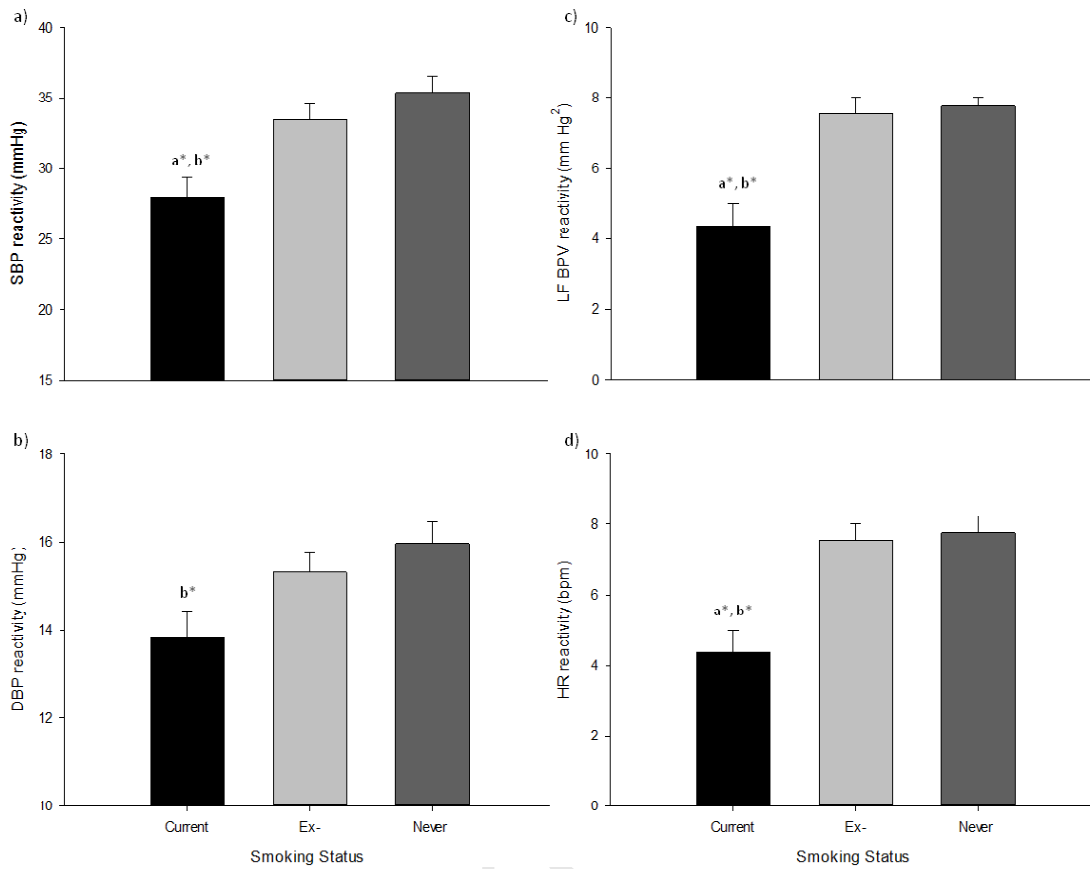 a)
SBP reactivity (mmHg)
40
35
30
25
20
15
a*, b*
c)
LF BPV reactivity (mm Hg²)
10
8
6
4
2
0
a*, b*
b)
DBP reactivity (mmHg)
18
16
14
12
10
b*
Current Ex- Never
Smoking Status
d)
HR reactivity (bpm)
10
8
6
4
2
0
a*, b*
Current Ex- Never
Smoking Status